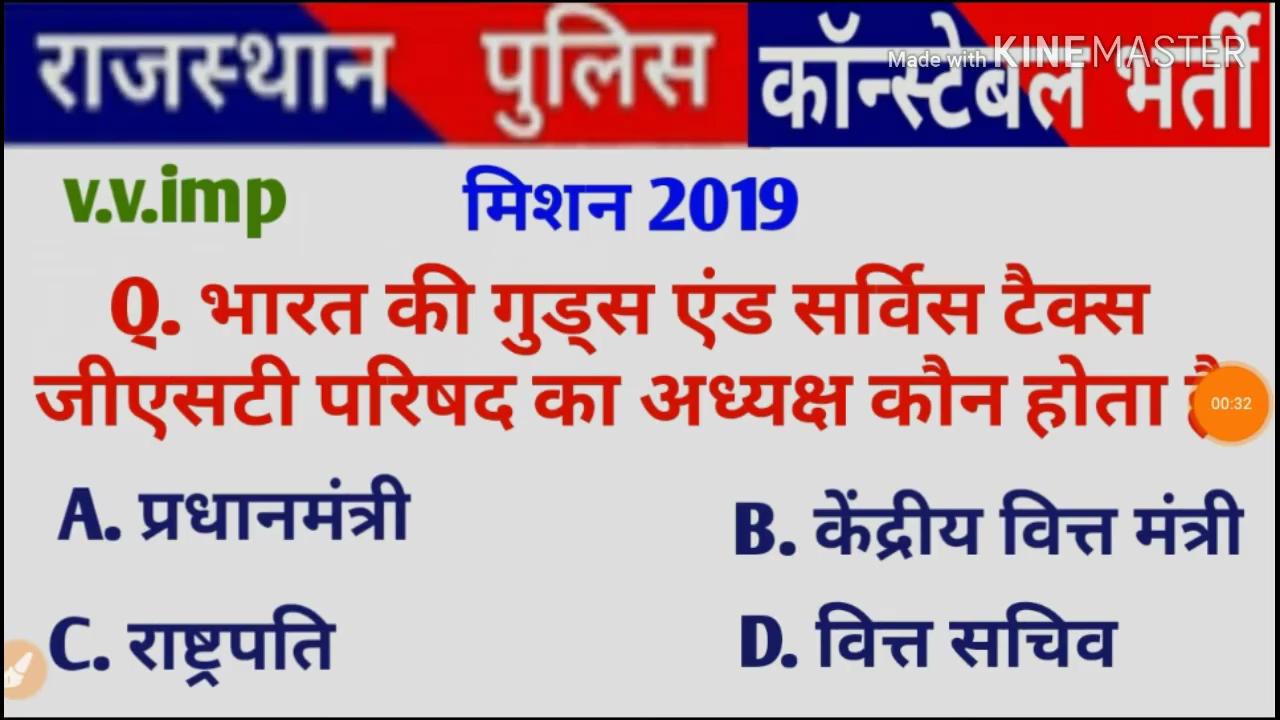 राजस्थान पुलिस कॉन्स्टेबल भर्ती
Made with KINEMASTER
v.v.imp मिशन 2019
Q. भारत की गुड्स एंड सर्विस टैक्स
जीएसटी परिषद का अध्यक्ष कौन होता
00:32
A. प्रधानमंत्री B. केंद्रीय वित्त मंत्री
C. राष्ट्रपति D. वित्त सचिव